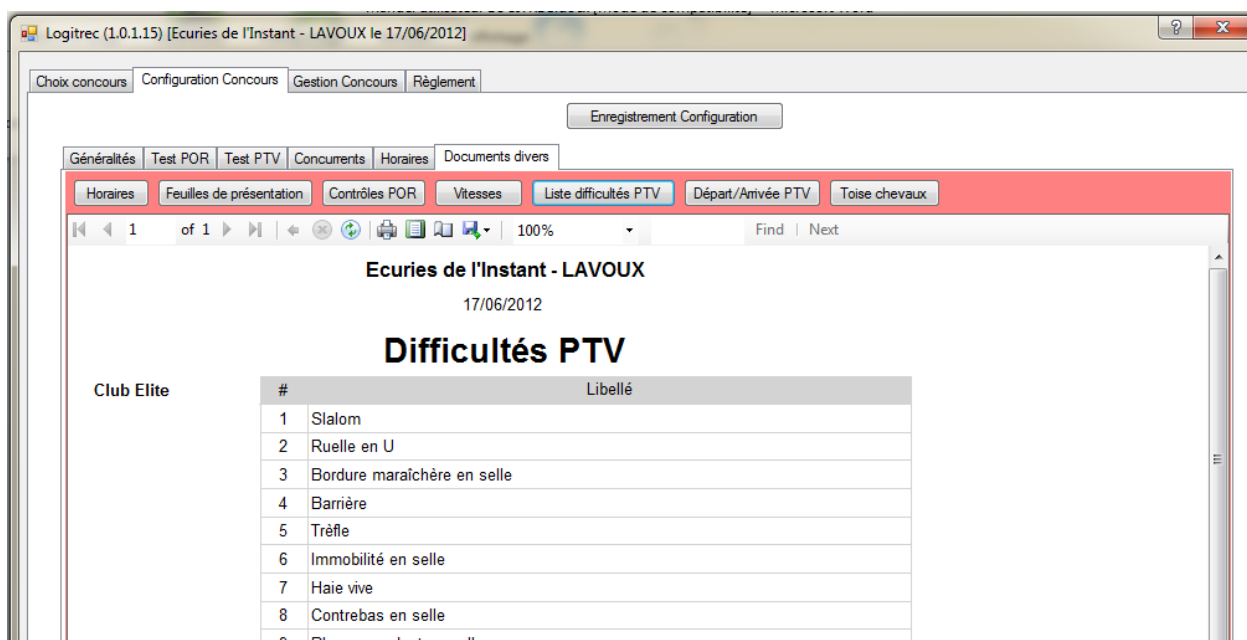 Logitrec (1.0.1.15) [Ecuries de l'Instant - LAVOUX le 17/06/2012]
Choix concours Configuration Concours Gestion Concours Règlement
Enregistrement Configuration
Généralités Test POR Test PTV Concurrents Horaires Documents divers
Horaires Feuilles de présentation Contrôles POR Vitesses Liste difficultés PTV Départ/Arrivée PTV Toise chevaux
1 of 1 100% Find | Next
Ecuries de l'Instant - LAVOUX
17/06/2012
Difficultés PTV
Club Elite # Libellé
1 Slalom
2 Ruelle en U
3 Bordure maraîchère en selle
4 Barrière
5 Trèfle
6 Immobilité en selle
7 Haie vive
8 Contrebas en selle